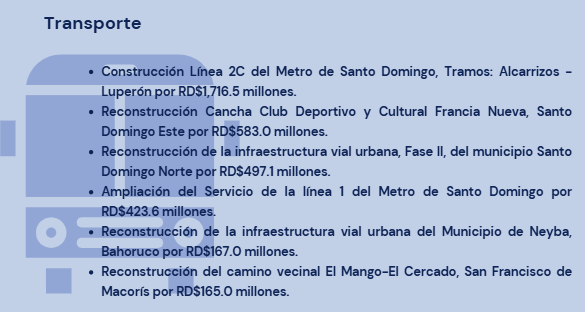 Transporte
• Construcción Línea 2C del Metro de Santo Domingo, Tramos: Alcarrizos –
Luperón por RD$1,716.5 millones.
• Reconstrucción Cancha Club Deportivo y Cultural Francia Nueva, Santo
Domingo Este por RD$583.0 millones.
• Reconstrucción de la infraestructura vial urbana, Fase II, del municipio Santo
Domingo Norte por RD$497.1 millones.
• Ampliación del Servicio de la línea 1 del Metro de Santo Domingo por
RD$423.6 millones.
• Reconstrucción de la infraestructura vial urbana del Municipio de Neyba,
Bahoruco por RD$167.0 millones.
• Reconstrucción del camino vecinal El Mango-El Cercado, San Francisco de
Macorís por RD$165.0 millones.